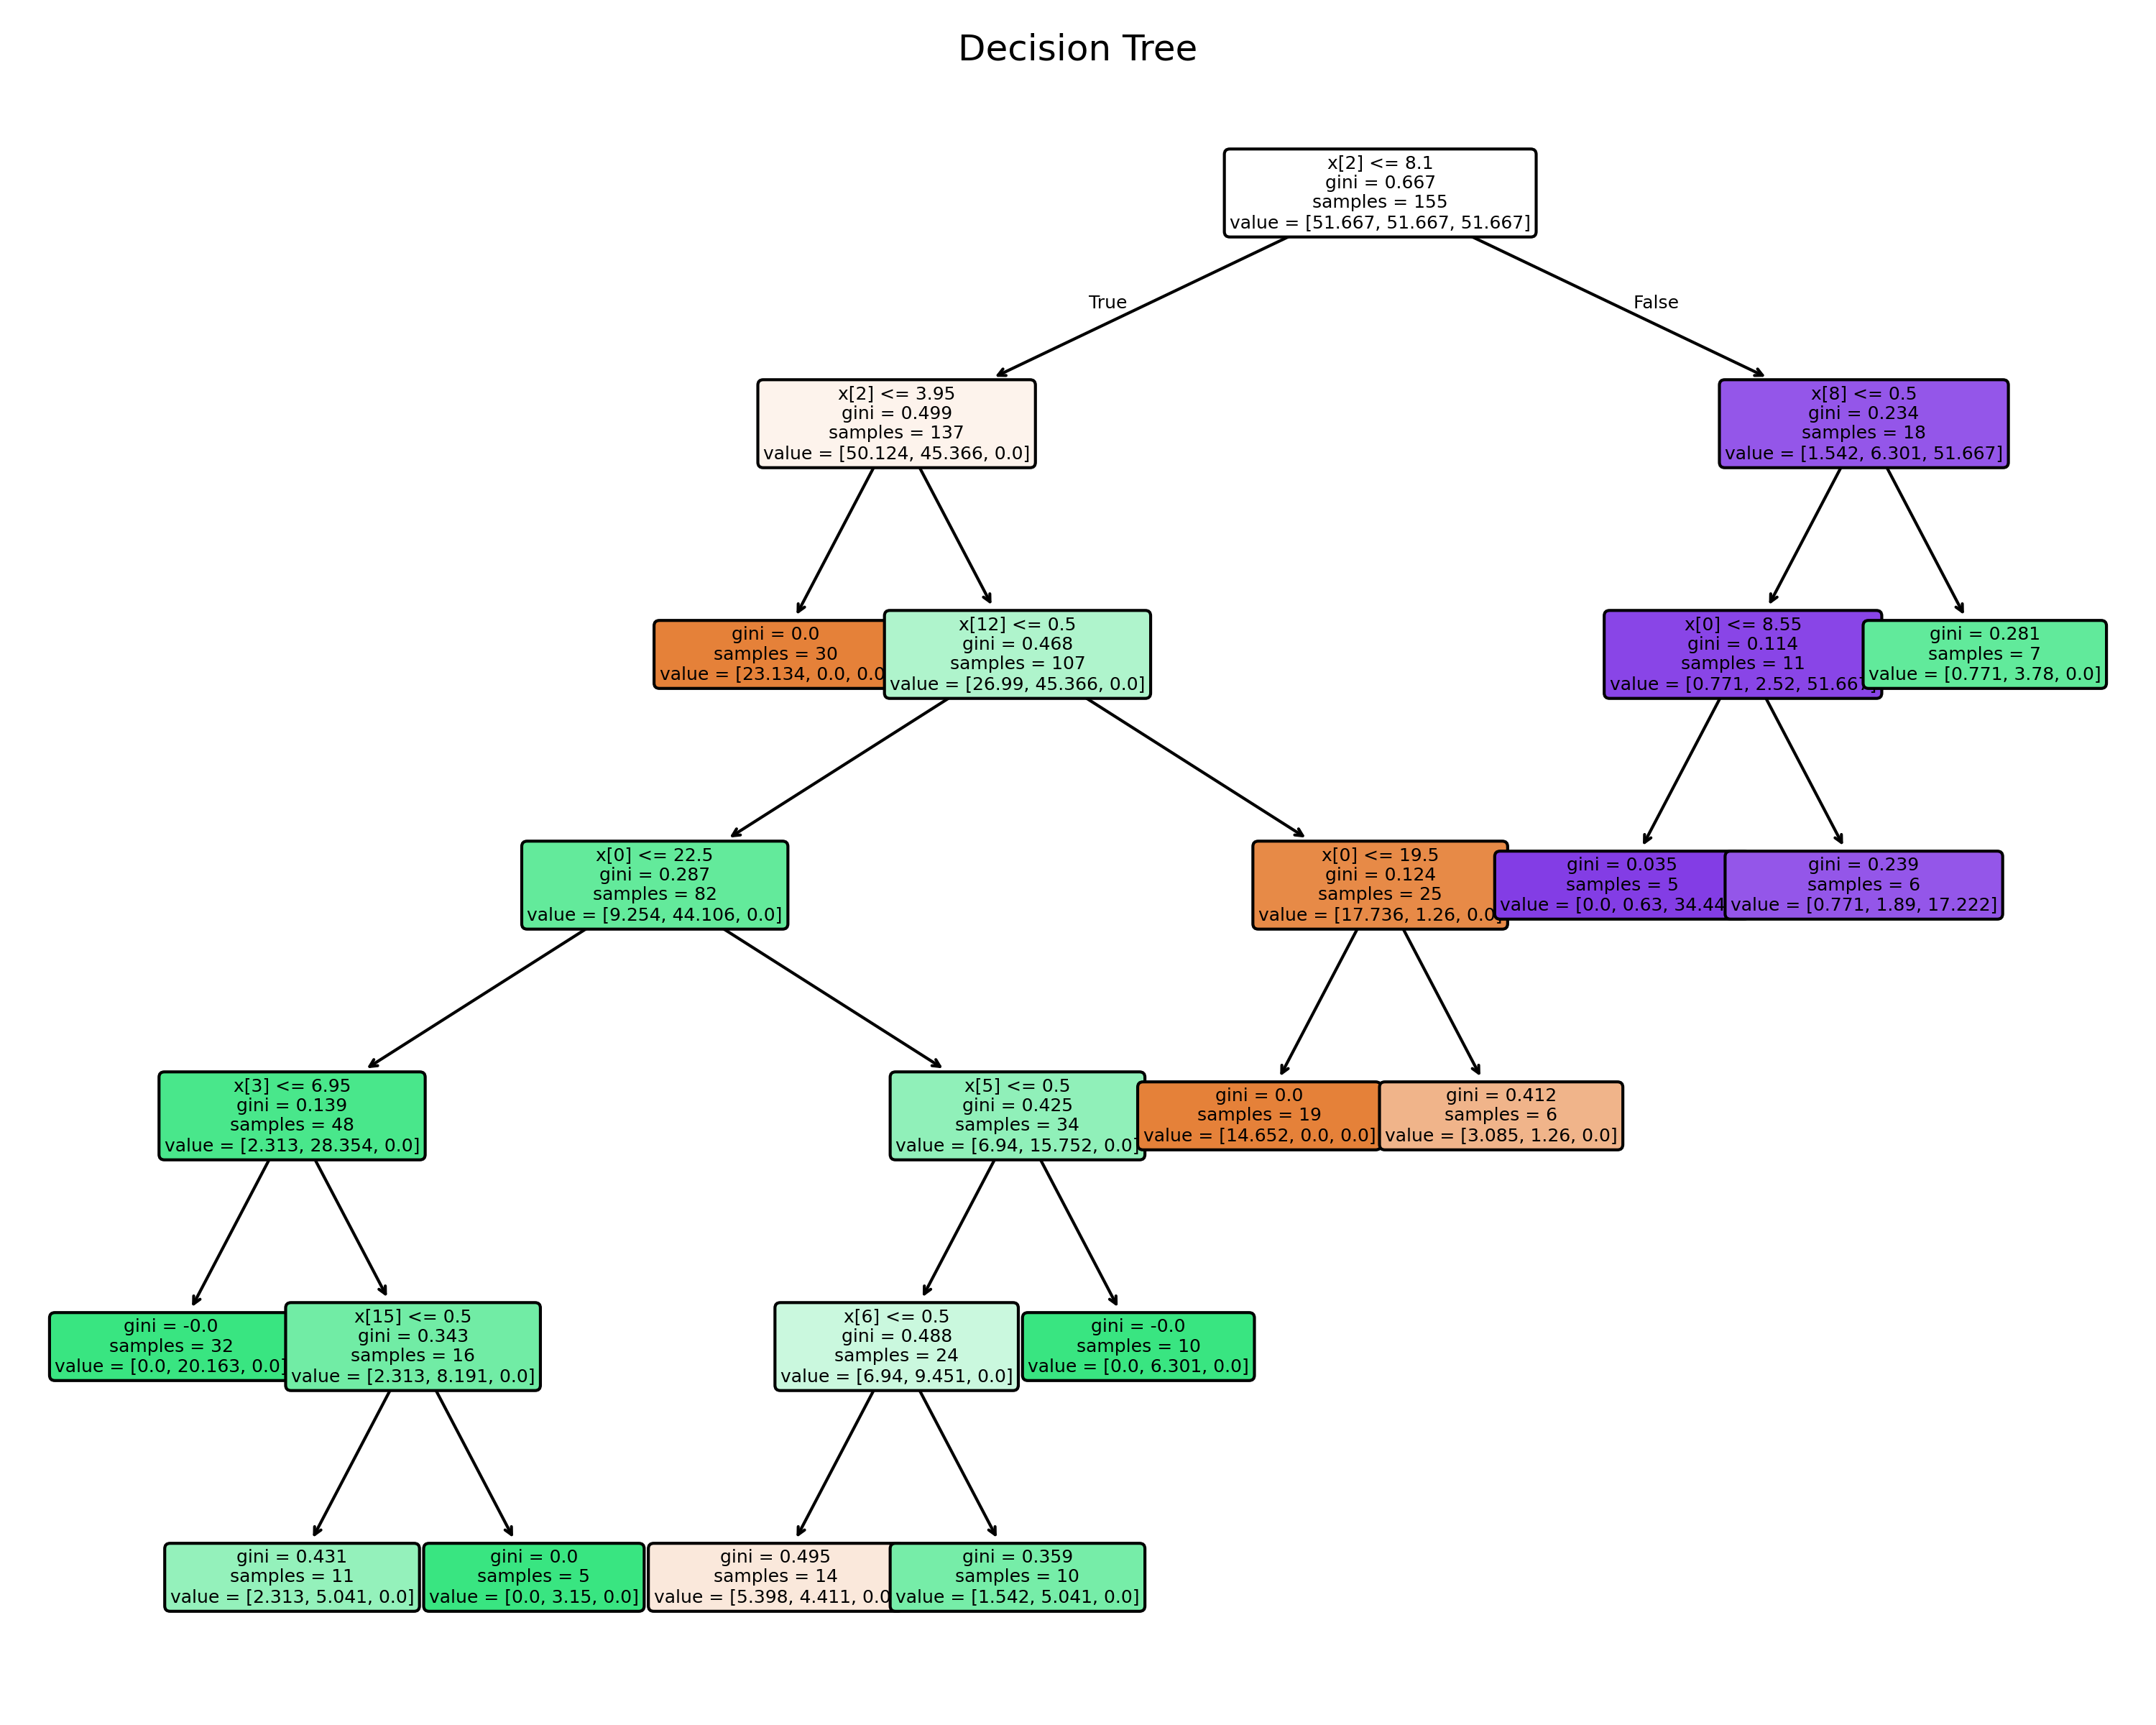 Decision Tree
x[2] <= 8.1
gini = 0.667
samples = 155
value = [51.667, 51.667, 51.667]
True
False
x[2] <= 3.95
gini = 0.499
samples = 137
value = [50.124, 45.366, 0.0]
x[8] <= 0.5
gini = 0.234
samples = 18
value = [1.542, 6.301, 51.667]
gini = 0.0
samples = 30
value = [23.134, 0.0, 0.0
x[12] <= 0.5
gini = 0.468
samples = 107
value = [26.99, 45.366, 0.0]
x[0] <= 8.55
gini = 0.114
samples = 11
value = [0.771, 2.52, 51.667]
gini = 0.281
samples = 7
value = [0.771, 3.78, 0.0]
x[0] <= 22.5
gini = 0.287
samples = 82
value = [9.254, 44.106, 0.0]
x[0] <= 19.5
gini = 0.124
samples = 25
value = [17.736, 1.26, 0.0]
gini = 0.035
samples = 5
value = [0.0, 0.63, 34.44
gini = 0.239
samples = 6
value = [0.771, 1.89, 17.222]
x[3] <= 6.95
gini = 0.139
samples = 48
value = [2.313, 28.354, 0.0]
x[5] <= 0.5
gini = 0.425
samples = 34
value = [6.94, 15.752, 0.0]
gini = 0.0
samples = 19
value = [14.652, 0.0, 0.0]
gini = 0.412
samples = 6
value = [3.085, 1.26, 0.0]
gini = -0.0
samples = 32
value = [0.0, 20.163, 0.0]
x[15] <= 0.5
gini = 0.343
samples = 16
value = [2.313, 8.191, 0.0]
x[6] <= 0.5
gini = 0.488
samples = 24
value = [6.94, 9.451, 0.0]
gini = -0.0
samples = 10
value = [0.0, 6.301, 0.0]
gini = 0.431
samples = 11
value = [2.313, 5.041, 0.0]
gini = 0.0
samples = 5
value = [0.0, 3.15, 0.0]
gini = 0.495
samples = 14
value = [5.398, 4.411, 0.0
gini = 0.359
samples = 10
value = [1.542, 5.041, 0.0]